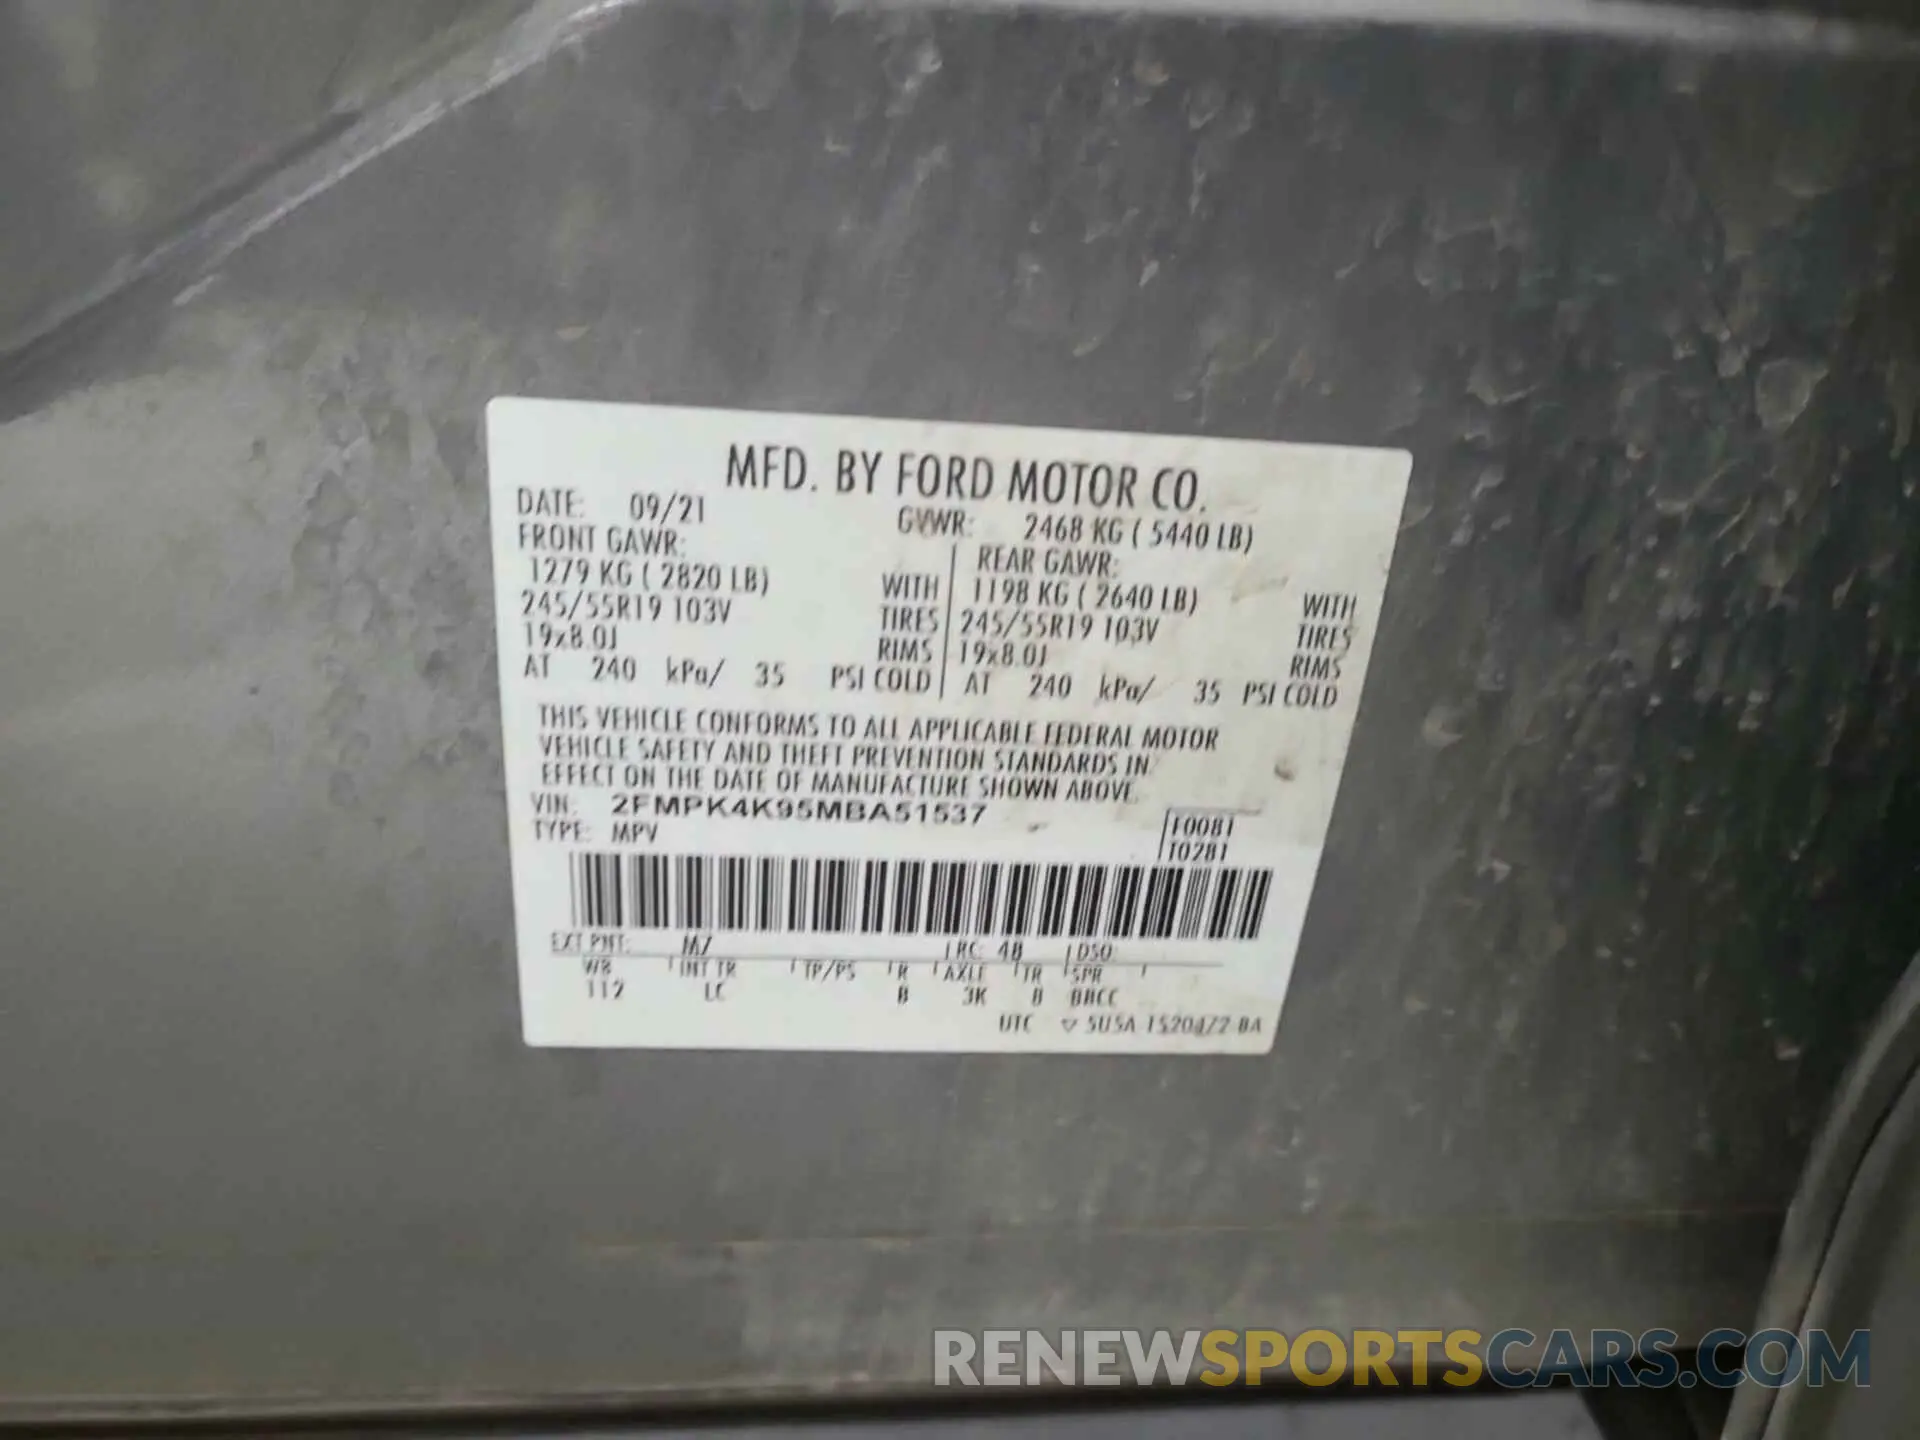 MFD. BY FORD MOTOR CO.
DATE: 09/21 GVWR: 2468 KG ( 5440 LB)
FRONT GAWR: REAR GAWR:
1279 KG ( 2820 LB) WITH 1198 KG ( 2640 LB) WITH
245/55R19 103V TIRES 245/55R19 103V TIRES
19x8.0J RIMS 19x8.0J RIMS
AT 240 kPa/ 35 PSI COLD AT 240 kPa/ 35 PSI COLD
THIS VEHICLE CONFORMS TO ALL APPLICABLE FEDERAL MOTOR
VEHICLE SAFETY AND THEFT PREVENTION STANDARDS IN
EFFECT ON THE DATE OF MANUFACTURE SHOWN ABOVE.
VIN: 2FMPK4K95MBA51537
TYPE: MPV
F0081
T0281
EXT PNT: M7 RC: 48 DSO:
WB INT TR TP/PS R AXLE TR SPR
112 LC 3K
UTC
RENEWSPORTSCARS.COM